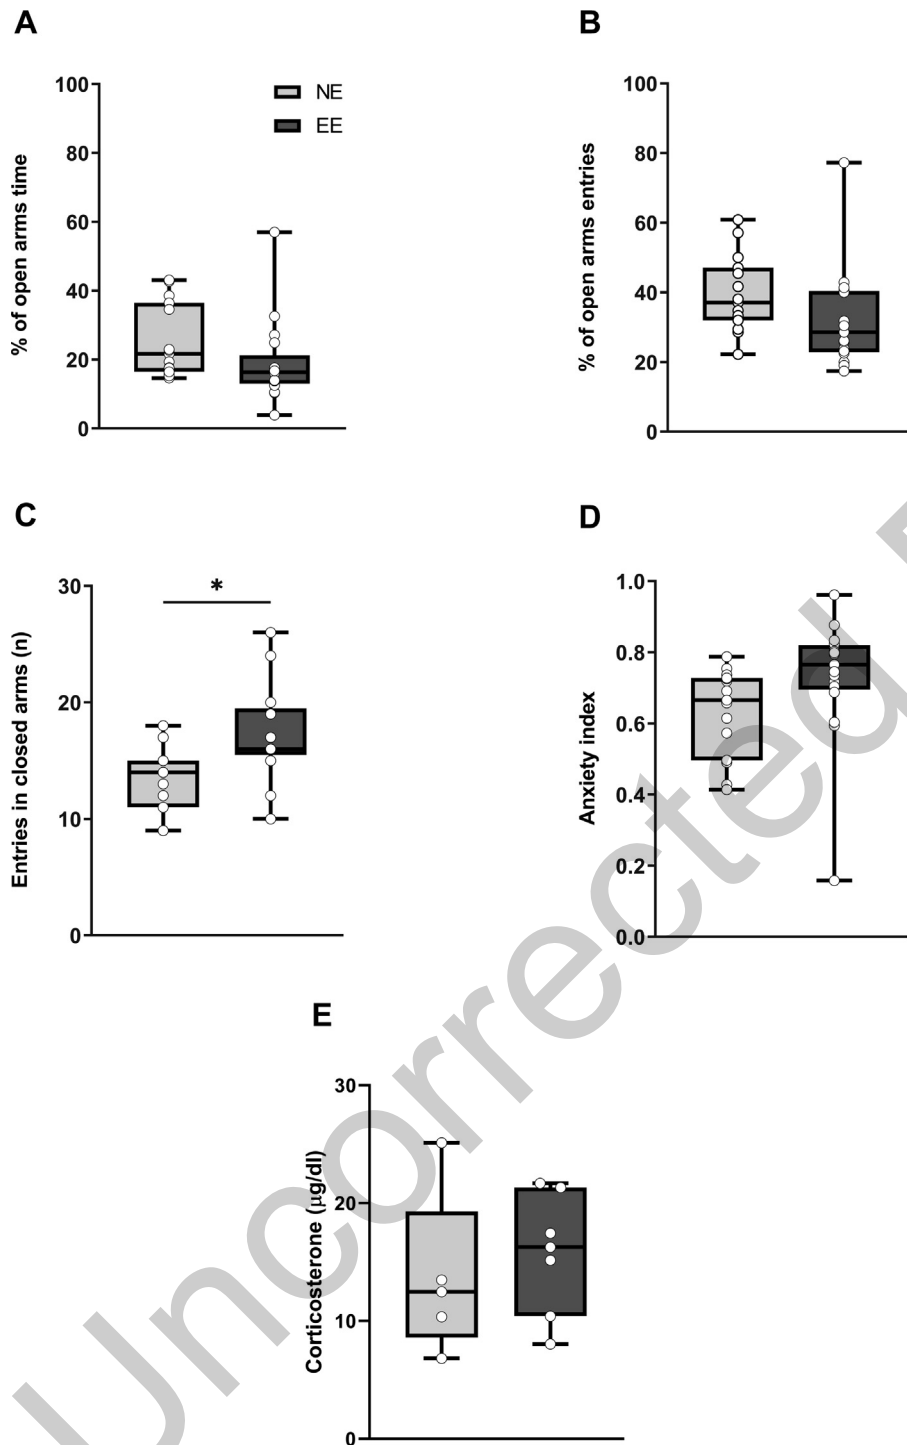 A
% of open arms time
100
80
60
40
20
0
NE
EE
B
% of open arms entries
100
80
60
40
20
0
C
Entries in closed arms (n)
30
20
10
0
*
D
Anxiety index
1.0
0.8
0.6
0.4
0.2
0.0
E
Corticosterone (μg/dl)
30
20
10
0
Uncorrected